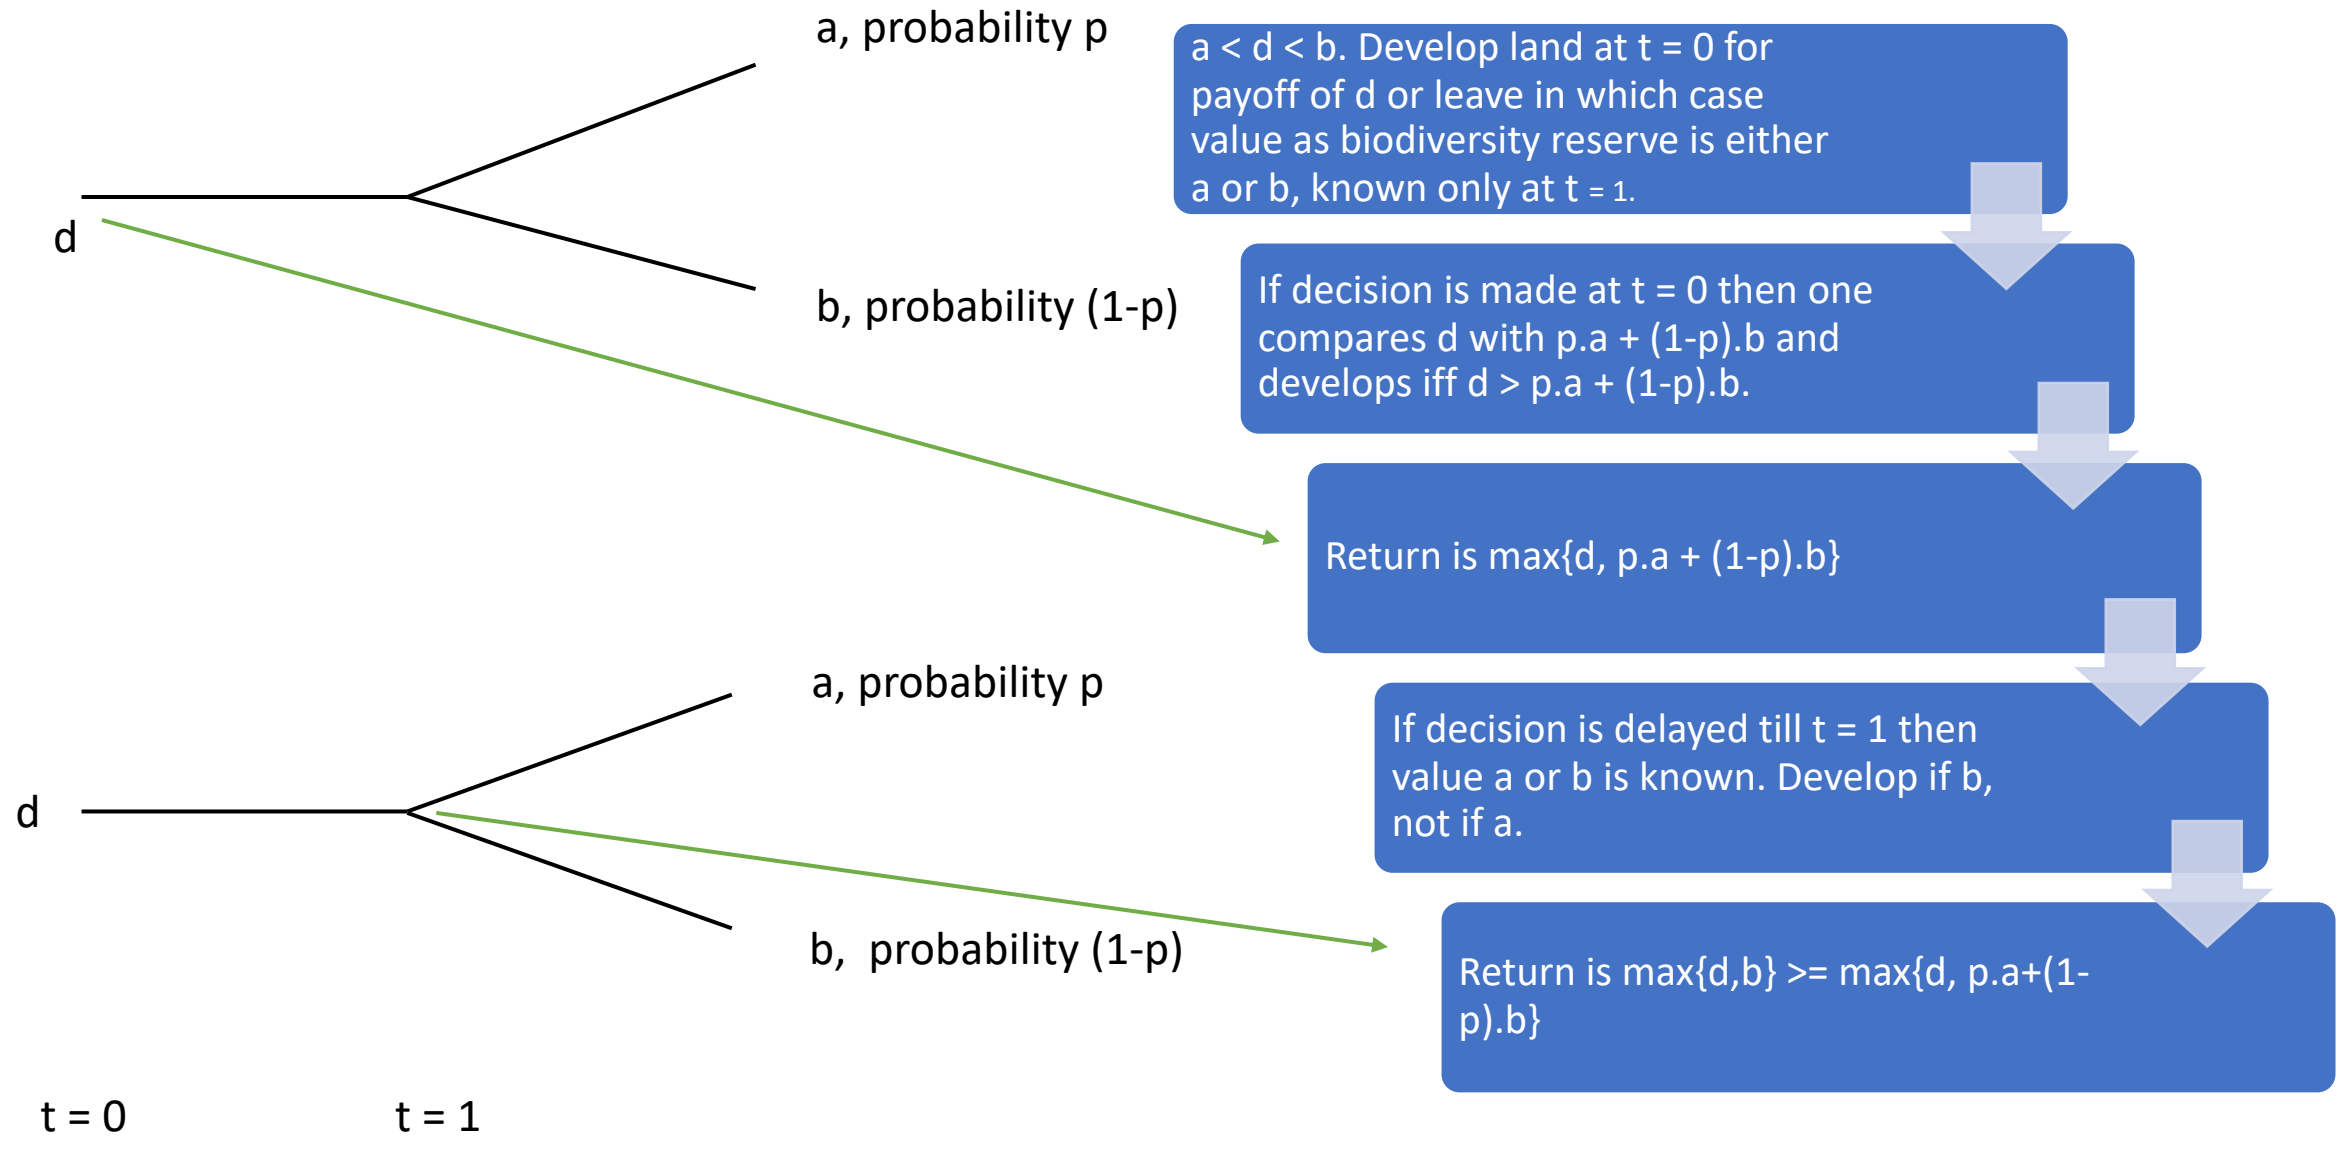 a, probability p
d
b, probability (1-p)
a < d < b. Develop land at t = 0 for
payoff of d or leave in which case
value as biodiversity reserve is either
a or b, known only at t = 1.
If decision is made at t = 0 then one
compares d with p.a + (1-p).b and
develops iff d > p.a + (1-p).b.
Return is max{d, p.a + (1-p).b}
a, probability p
d
b,  probability (1-p)
If decision is delayed till t = 1 then
value a or b is known. Develop if b,
not if a.
Return is max{d,b} >= max{d, p.a+(1-
p).b}
t = 0
t = 1